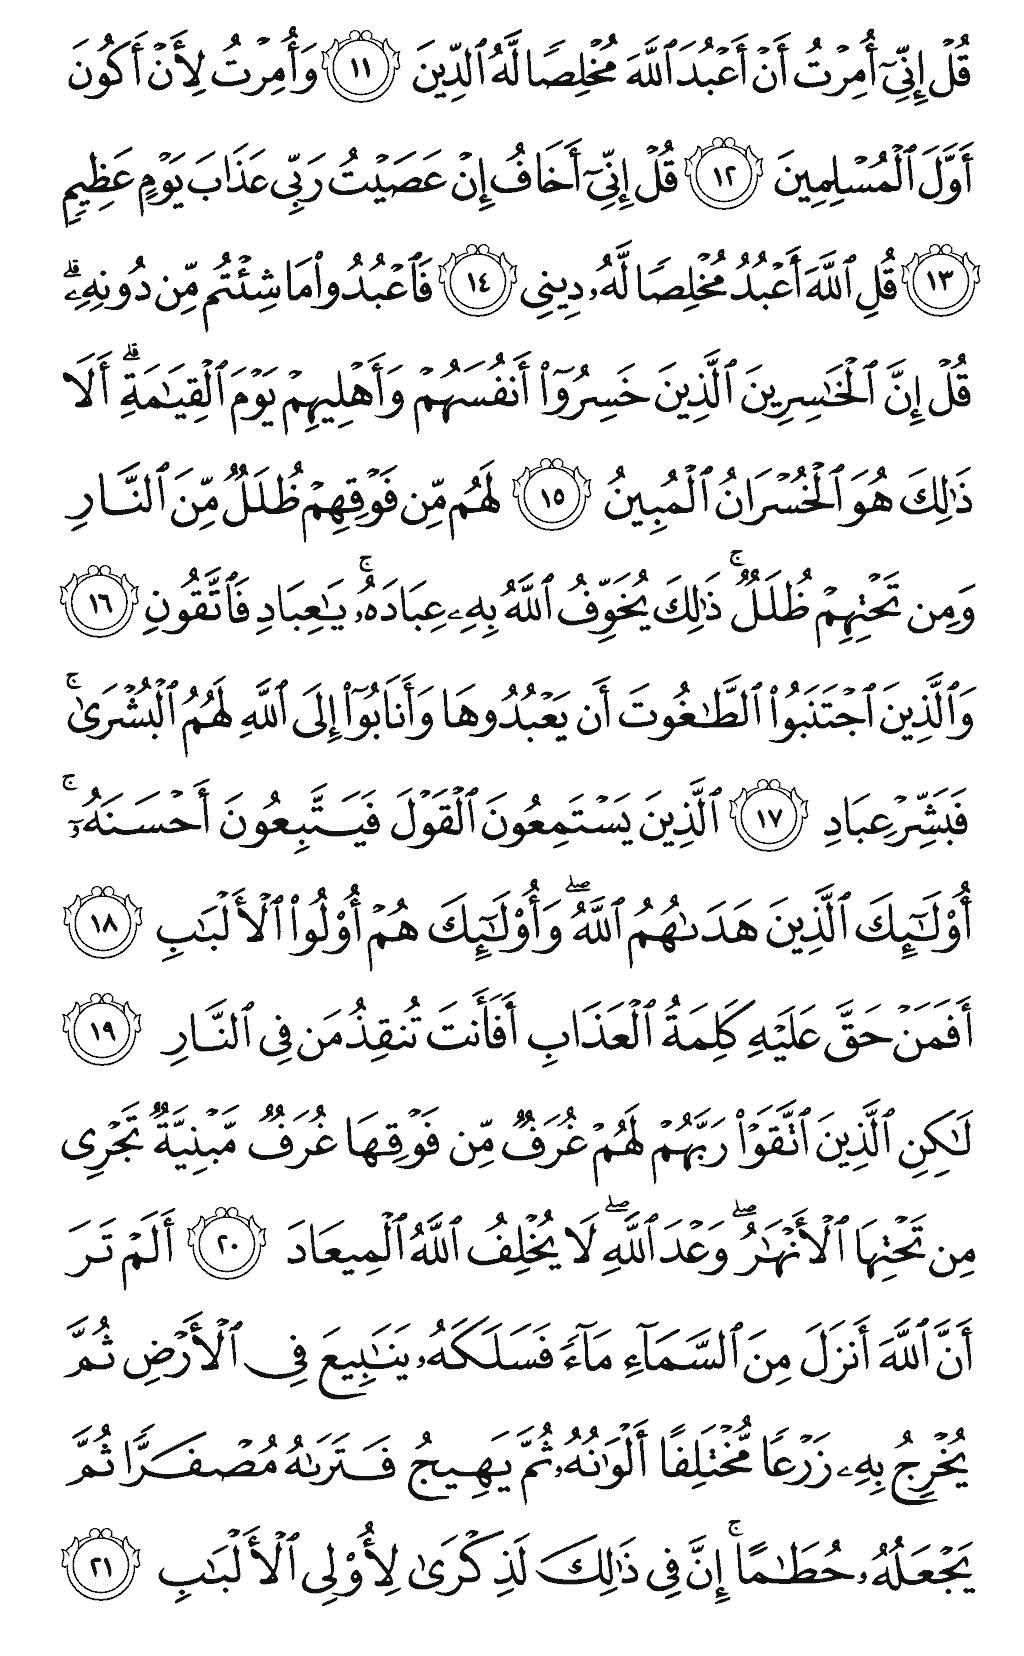 قُلْ إِنِّىٓ أُمِرْتُ أَنْ أَعْبُدَ ٱللَّهَ مُخْلِصًا لَّهُ ٱلدِّينَ ١١ وَأُمِرْتُ لِأَنْ أَكُونَ
أَوَّلَ ٱلْمُسْلِمِينَ ١٢ قُلْ إِنِّىٓ أَخَافُ إِنْ عَصَيْتُ رَبِّى عَذَابَ يَوْمٍ عَظِيمٍ
١٣ قُلِ ٱللَّهَ أَعْبُدُ مُخْلِصًا لَّهُۥ دِينِى ١٤ فَٱعْبُدُوا۟ مَا شِئْتُم مِّن دُونِهِۦ ۗ
قُلْ إِنَّ ٱلْخَٰسِرِينَ ٱلَّذِينَ خَسِرُوٓا۟ أَنفُسَهُمْ وَأَهْلِيهِمْ يَوْمَ ٱلْقِيَٰمَةِ ۗ أَلَا
ذَٰلِكَ هُوَ ٱلْخُسْرَانُ ٱلْمُبِينُ ١٥ لَهُم مِّن فَوْقِهِمْ ظُلَلٌ مِّنَ ٱلنَّارِ
وَمِن تَحْتِهِمْ ظُلَلٌ ۚ ذَٰلِكَ يُخَوِّفُ ٱللَّهُ بِهِۦ عِبَادَهُۥ ۚ يَٰعِبَادِ فَٱتَّقُونِ ١٦
وَٱلَّذِينَ ٱجْتَنَبُوا۟ ٱلطَّٰغُوتَ أَن يَعْبُدُوهَا وَأَنَابُوٓا۟ إِلَى ٱللَّهِ لَهُمُ ٱلْبُشْرَىٰ ۚ
فَبَشِّرْ عِبَادِ ١٧ ٱلَّذِينَ يَسْتَمِعُونَ ٱلْقَوْلَ فَيَتَّبِعُونَ أَحْسَنَهُۥٓ ۚ
أُو۟لَٰٓئِكَ ٱلَّذِينَ هَدَىٰهُمُ ٱللَّهُ ۖ وَأُو۟لَٰٓئِكَ هُمْ أُو۟لُوا۟ ٱلْأَلْبَٰبِ ١٨
أَفَمَنْ حَقَّ عَلَيْهِ كَلِمَةُ ٱلْعَذَابِ أَفَأَنتَ تُنقِذُ مَن فِى ٱلنَّارِ ١٩
لَٰكِنِ ٱلَّذِينَ ٱتَّقَوْا۟ رَبَّهُمْ لَهُمْ غُرَفٌ مِّن فَوْقِهَا غُرَفٌ مَّبْنِيَّةٌ تَجْرِى
مِن تَحْتِهَا ٱلْأَنْهَٰرُ ۖ وَعْدَ ٱللَّهِ ۖ لَا يُخْلِفُ ٱللَّهُ ٱلْمِيعَادَ ٢٠ أَلَمْ تَرَ
أَنَّ ٱللَّهَ أَنزَلَ مِنَ ٱلسَّمَآءِ مَآءً فَسَلَكَهُۥ يَنَٰبِيعَ فِى ٱلْأَرْضِ ثُمَّ
يُخْرِجُ بِهِۦ زَرْعًا مُّخْتَلِفًا أَلْوَٰنُهُۥ ثُمَّ يَهِيجُ فَتَرَىٰهُ مُصْفَرًّا ثُمَّ
يَجْعَلُهُۥ حُطَٰمًا ۚ إِنَّ فِى ذَٰلِكَ لَذِكْرَىٰ لِأُو۟لِى ٱلْأَلْبَٰبِ ٢١